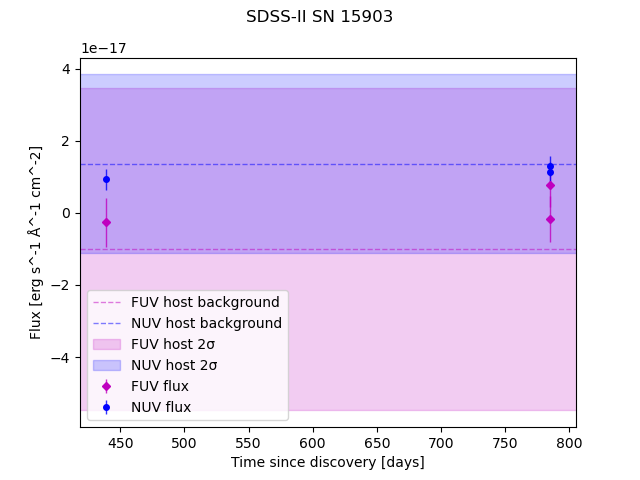 SDSS-II SN 15903
1e−17
4
2
0
−2
−4
Flux [erg s^-1 Å^-1 cm^-2]
FUV host background
NUV host background
FUV host 2σ
NUV host 2σ
FUV flux
NUV flux
450 500 550 600 650 700 750 800
Time since discovery [days]